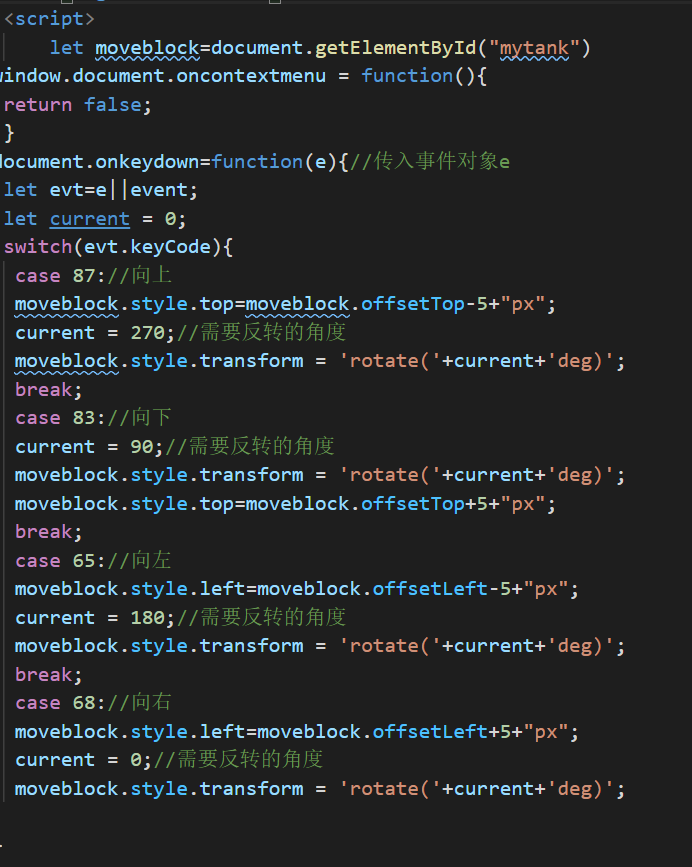 <script>
let moveblock=document.getElementById("mytank")
window.document.oncontextmenu = function(){
return false;
}
document.onkeydown=function(e){//传入事件对象e
let evt=e||event;
let current = 0;
switch(evt.keyCode){
case 87://向上
moveblock.style.top=moveblock.offsetTop-5+"px";
current = 270;//需要反转的角度
moveblock.style.transform = 'rotate('+current+'deg)';
break;
case 83://向下
current = 90;//需要反转的角度
moveblock.style.transform = 'rotate('+current+'deg)';
moveblock.style.top=moveblock.offsetTop+5+"px";
break;
case 65://向左
moveblock.style.left=moveblock.offsetLeft-5+"px";
current = 180;//需要反转的角度
moveblock.style.transform = 'rotate('+current+'deg)';
break;
case 68://向右
moveblock.style.left=moveblock.offsetLeft+5+"px";
current = 0;//需要反转的角度
moveblock.style.transform = 'rotate('+current+'deg)';